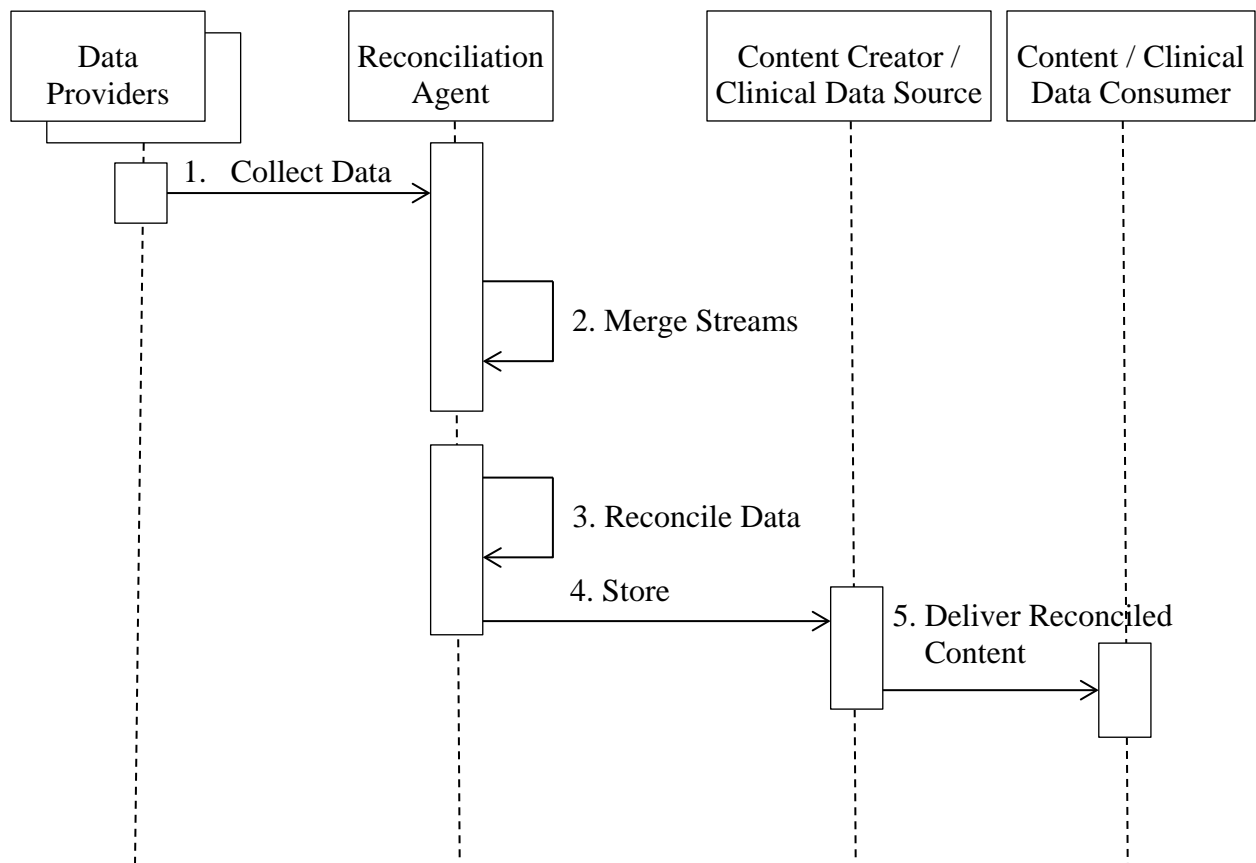 Data
Providers
Reconciliation
Agent
Content Creator /
Clinical Data Source
Content / Clinical
Data Consumer
1. Collect Data
2. Merge Streams
3. Reconcile Data
4. Store
5. Deliver Reconciled
Content